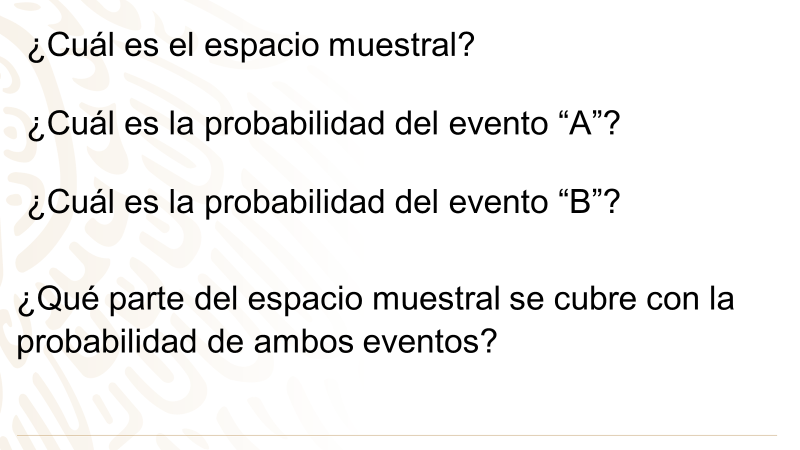 ¿Cuál es el espacio muestral?
¿Cuál es la probabilidad del evento “A”?
¿Cuál es la probabilidad del evento “B”?
¿Qué parte del espacio muestral se cubre con la
probabilidad de ambos eventos?